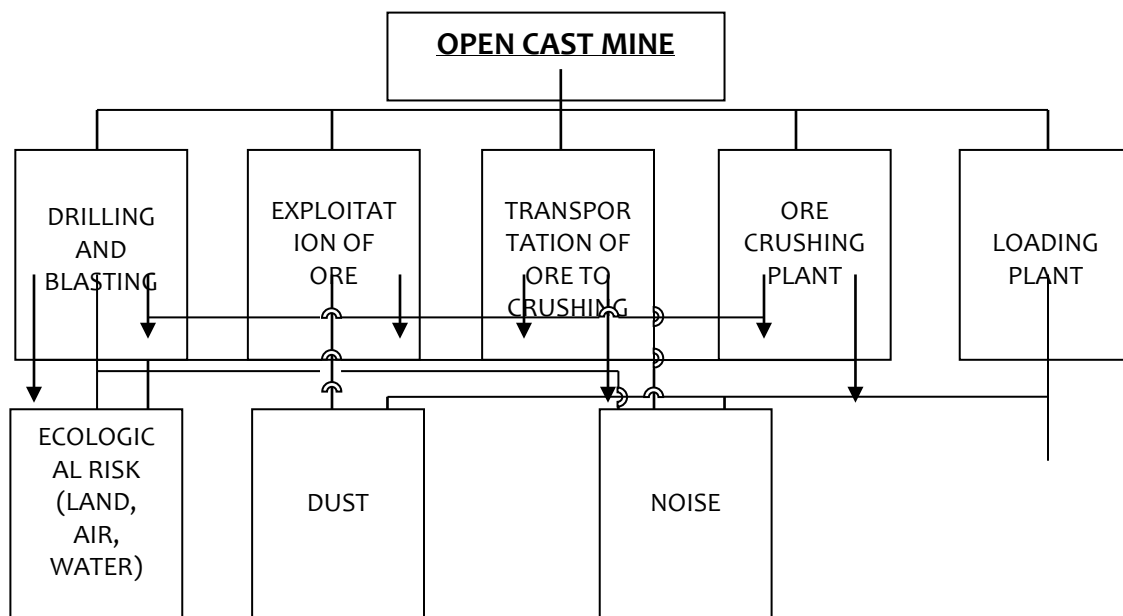 OPEN CAST MINE
DRILLING
AND
BLASTING
EXPLOITAT
ION OF
ORE
TRANSPOR
TATION OF
ORE TO
CRUSHING
ORE
CRUSHING
PLANT
LOADING
PLANT
ECOLOGIC
AL RISK
(LAND,
AIR,
WATER)
DUST
NOISE